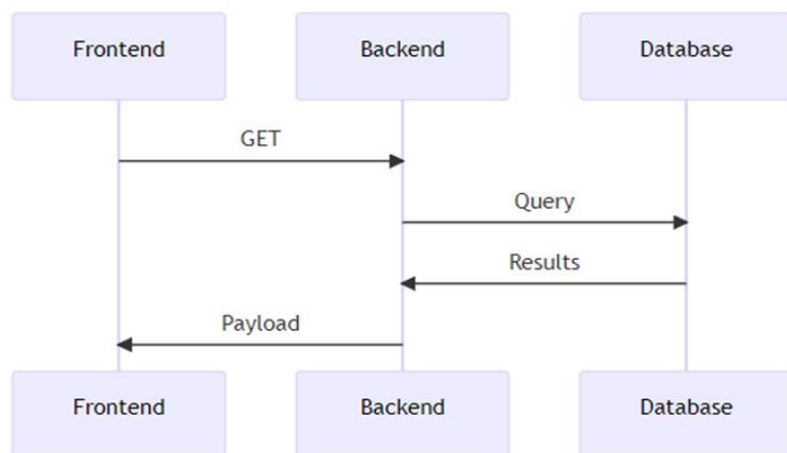 Frontend Backend Database
GET
Query
Results
Payload
Frontend Backend Database